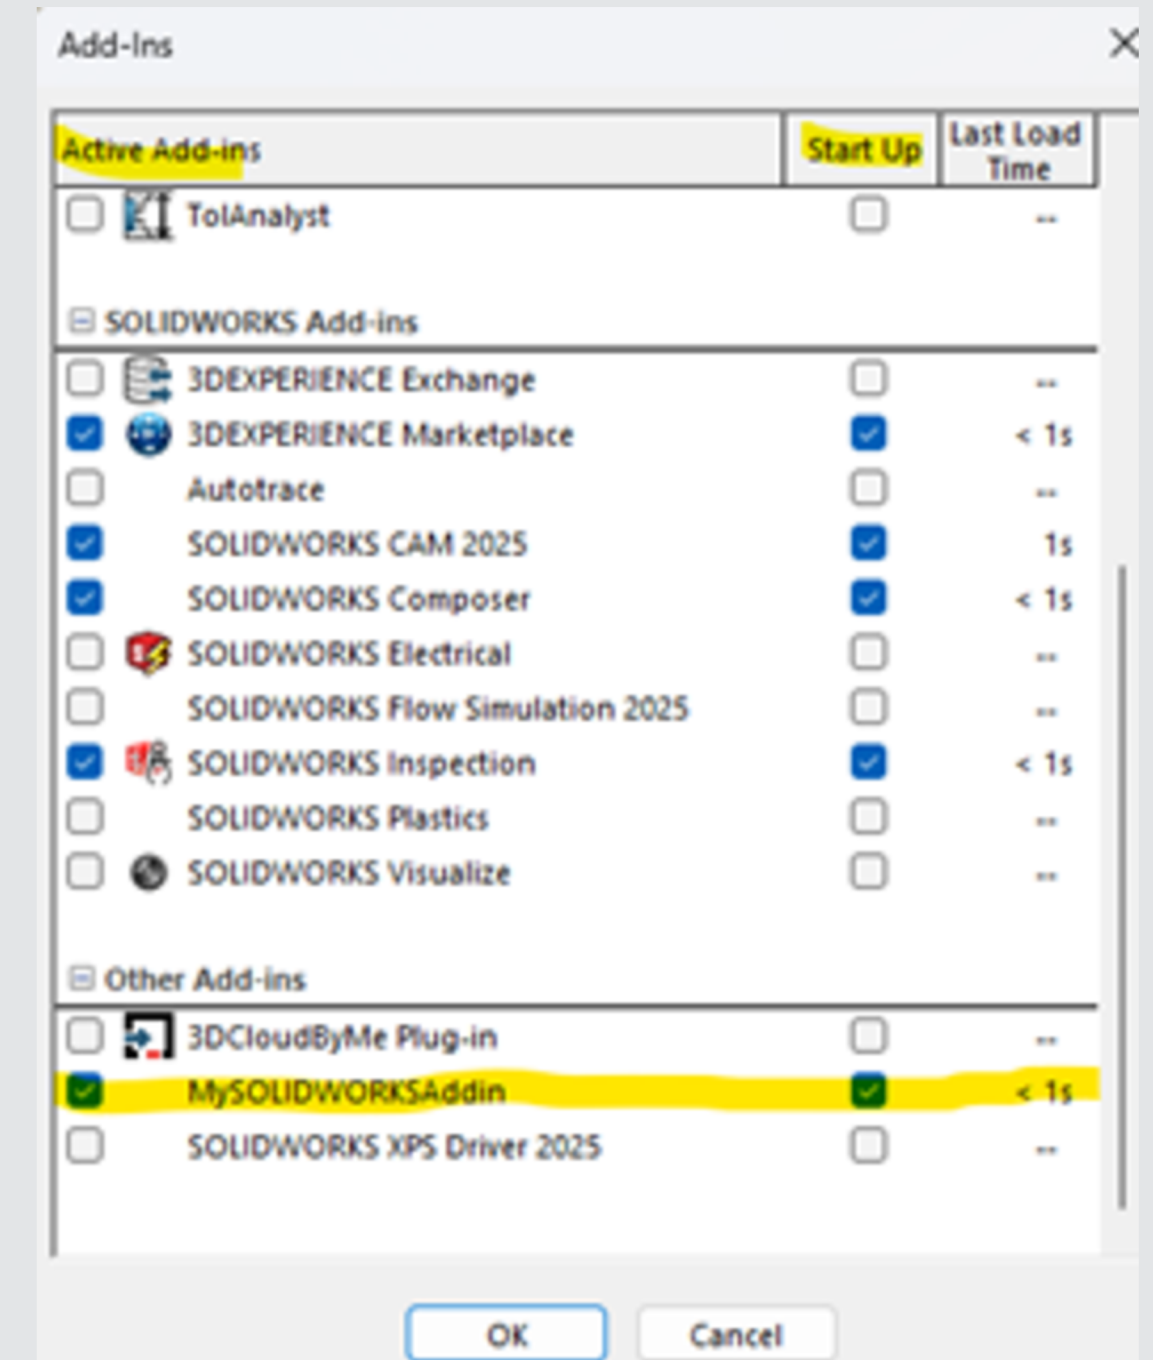 Add-Ins
Active Add-ins Start Up Last Load Time
TolAnalyst --
SOLIDWORKS Add-ins
3DEXPERIENCE Exchange --
3DEXPERIENCE Marketplace < 1s
Autotrace --
SOLIDWORKS CAM 2025 1s
SOLIDWORKS Composer < 1s
SOLIDWORKS Electrical --
SOLIDWORKS Flow Simulation 2025 --
SOLIDWORKS Inspection < 1s
SOLIDWORKS Plastics --
SOLIDWORKS Visualize --
Other Add-ins
3DCloudByMe Plug-in --
MySOLIDWORKSAddin < 1s
SOLIDWORKS XPS Driver 2025 --
OK Cancel